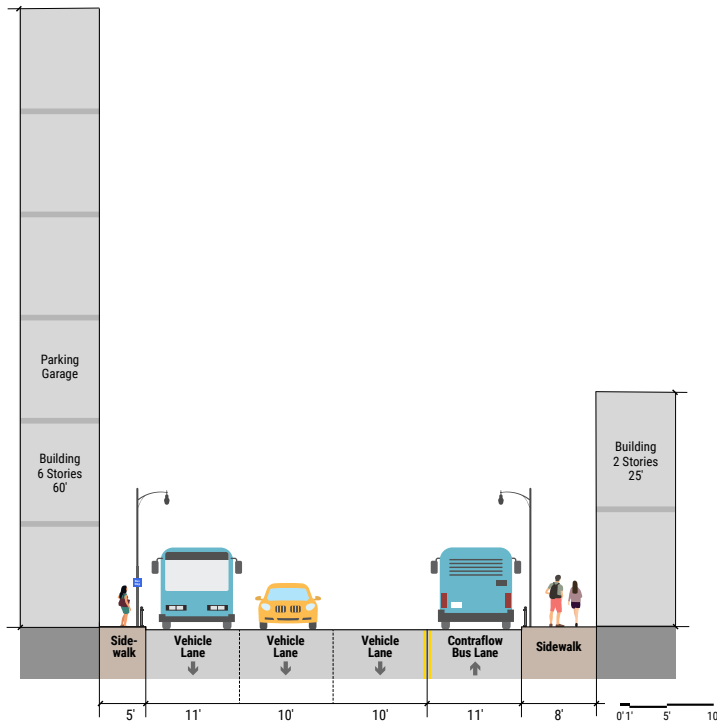 Parking
Garage
Building
6 Stories
60'
Building
2 Stories
25'
Side-
walk
Vehicle
Lane
Vehicle
Lane
Vehicle
Lane
Contraflow
Bus Lane
Sidewalk
5'
11'
10'
10'
11'
8'
0' 1' 5' 10